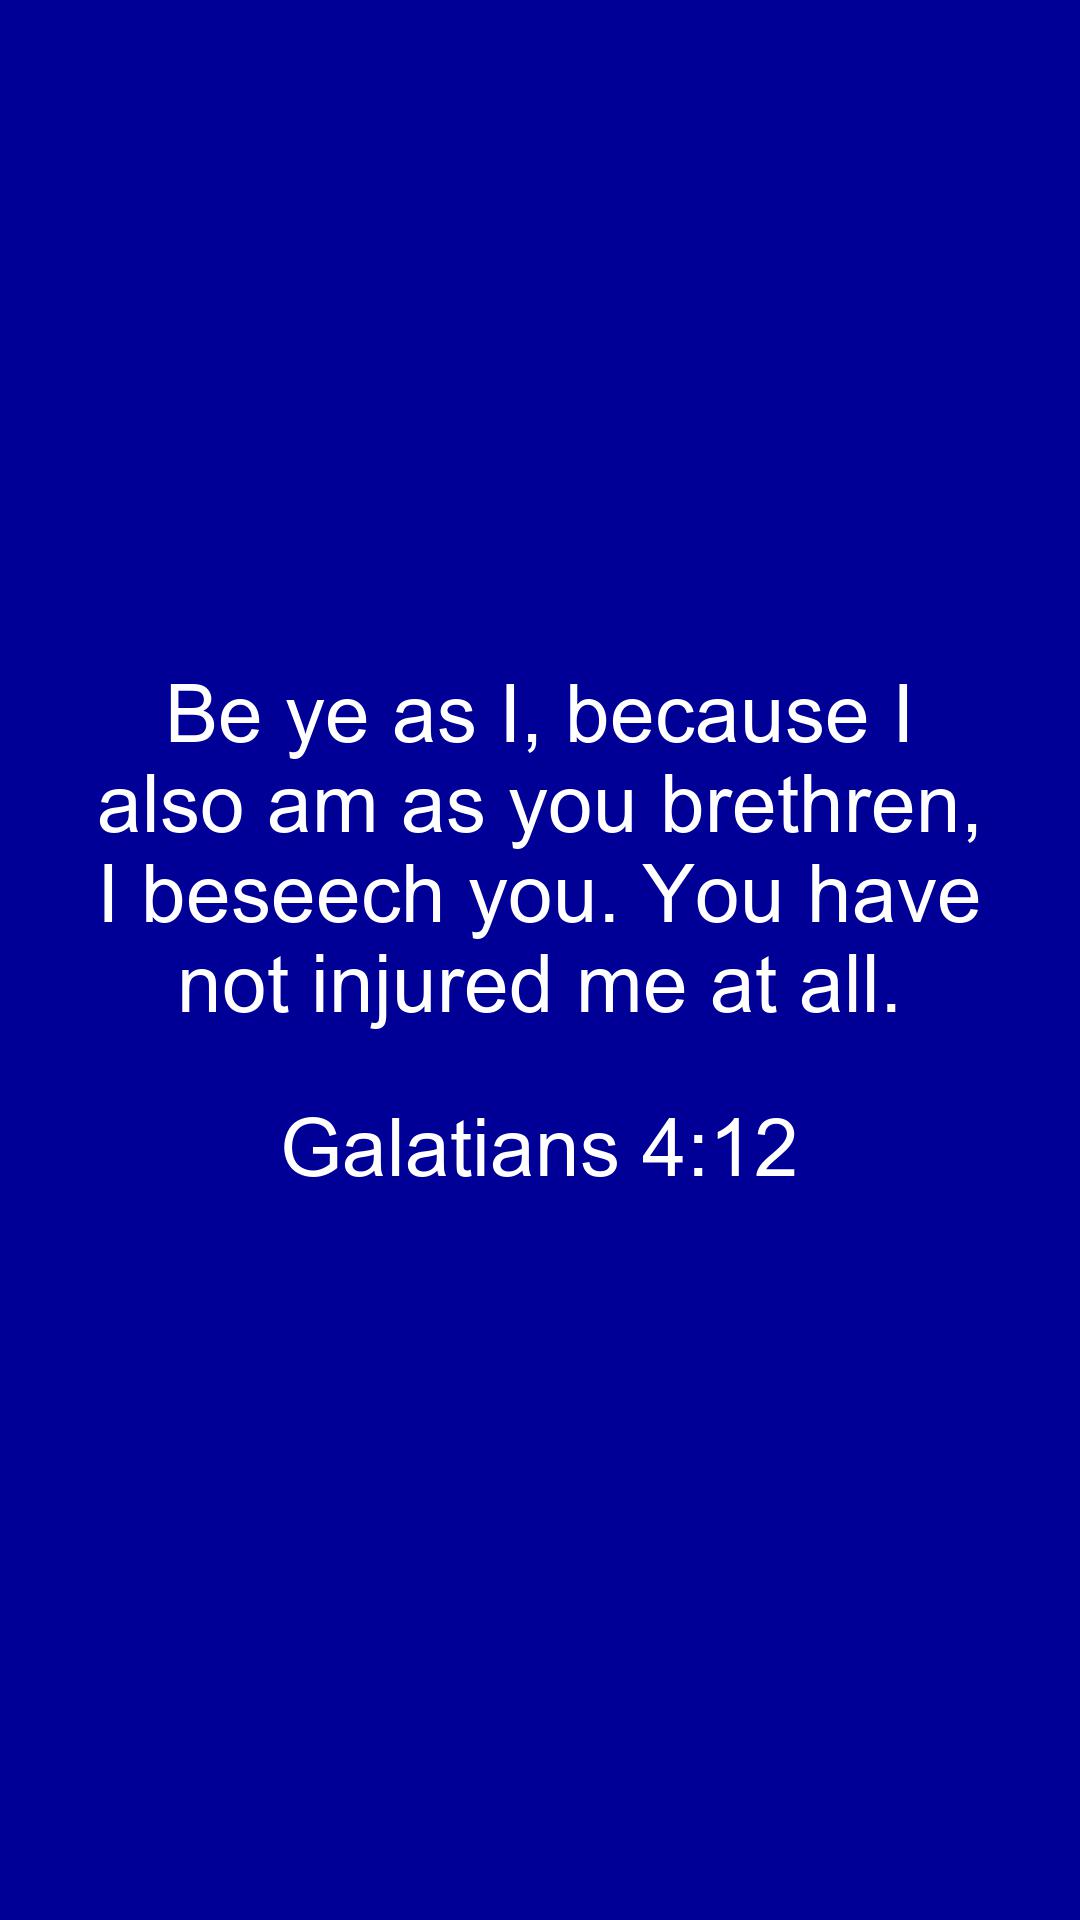 Be ye as I, because I
also am as you brethren,
I beseech you. You have
not injured me at all.
Galatians 4:12